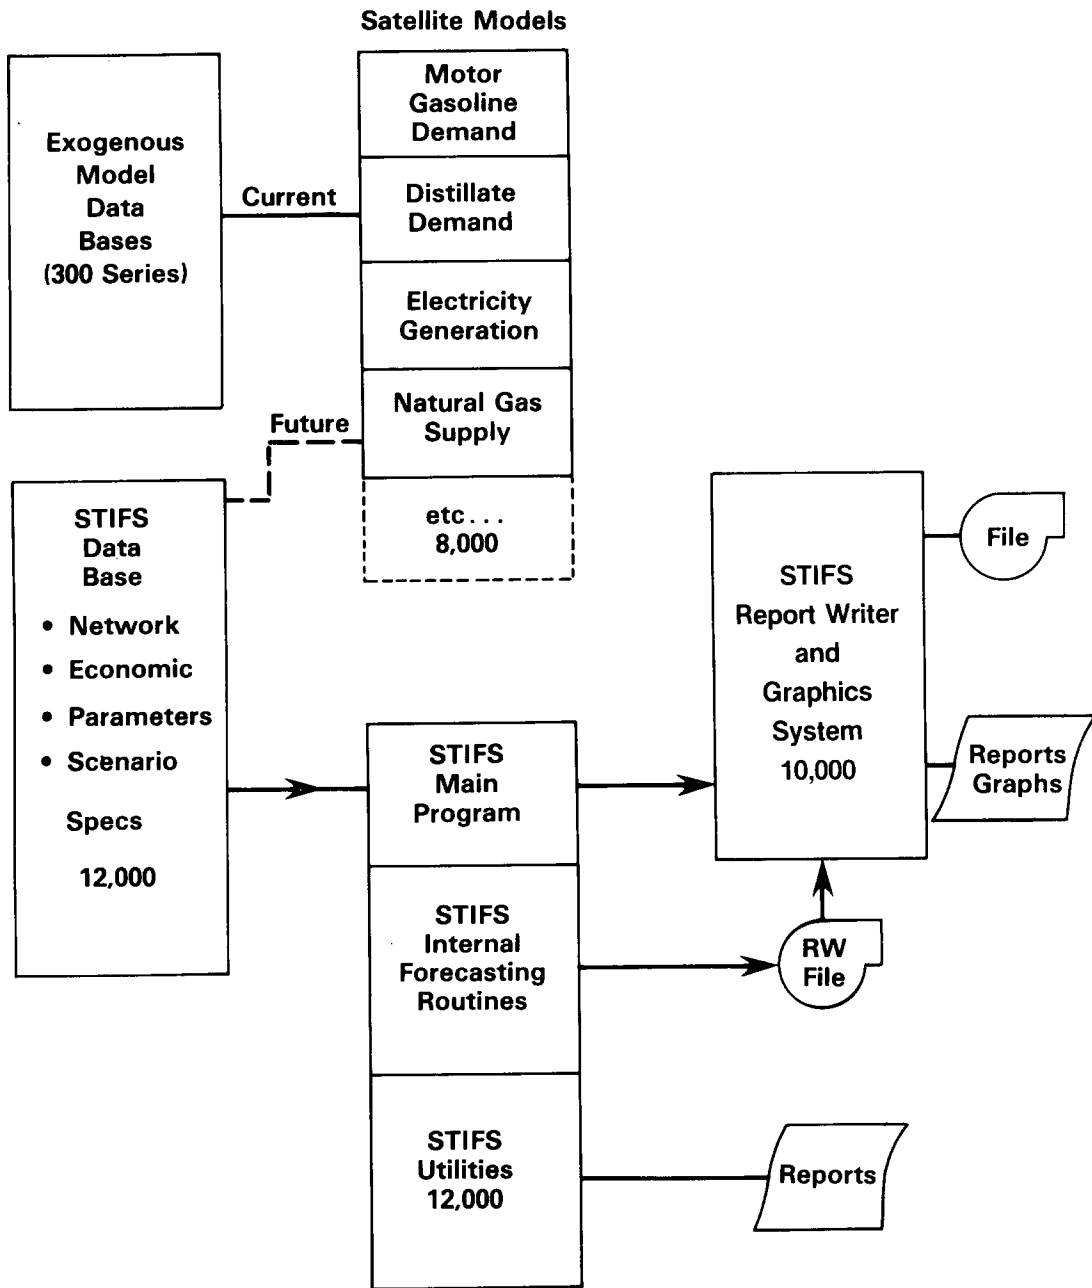 Satellite Models
Exogenous
Model
Data
Bases
(300 Series)
Current
Motor
Gasoline
Demand
Distillate
Demand
Electricity
Generation
Natural Gas
Supply
etc...
8,000
Future
STIFS
Data
Base
• Network
• Economic
• Parameters
• Scenario
Specs
12,000
STIFS
Main
Program
STIFS
Internal
Forecasting
Routines
STIFS
Utilities
12,000
STIFS
Report Writer
and
Graphics
System
10,000
File
Reports
Graphs
RW
File
Reports